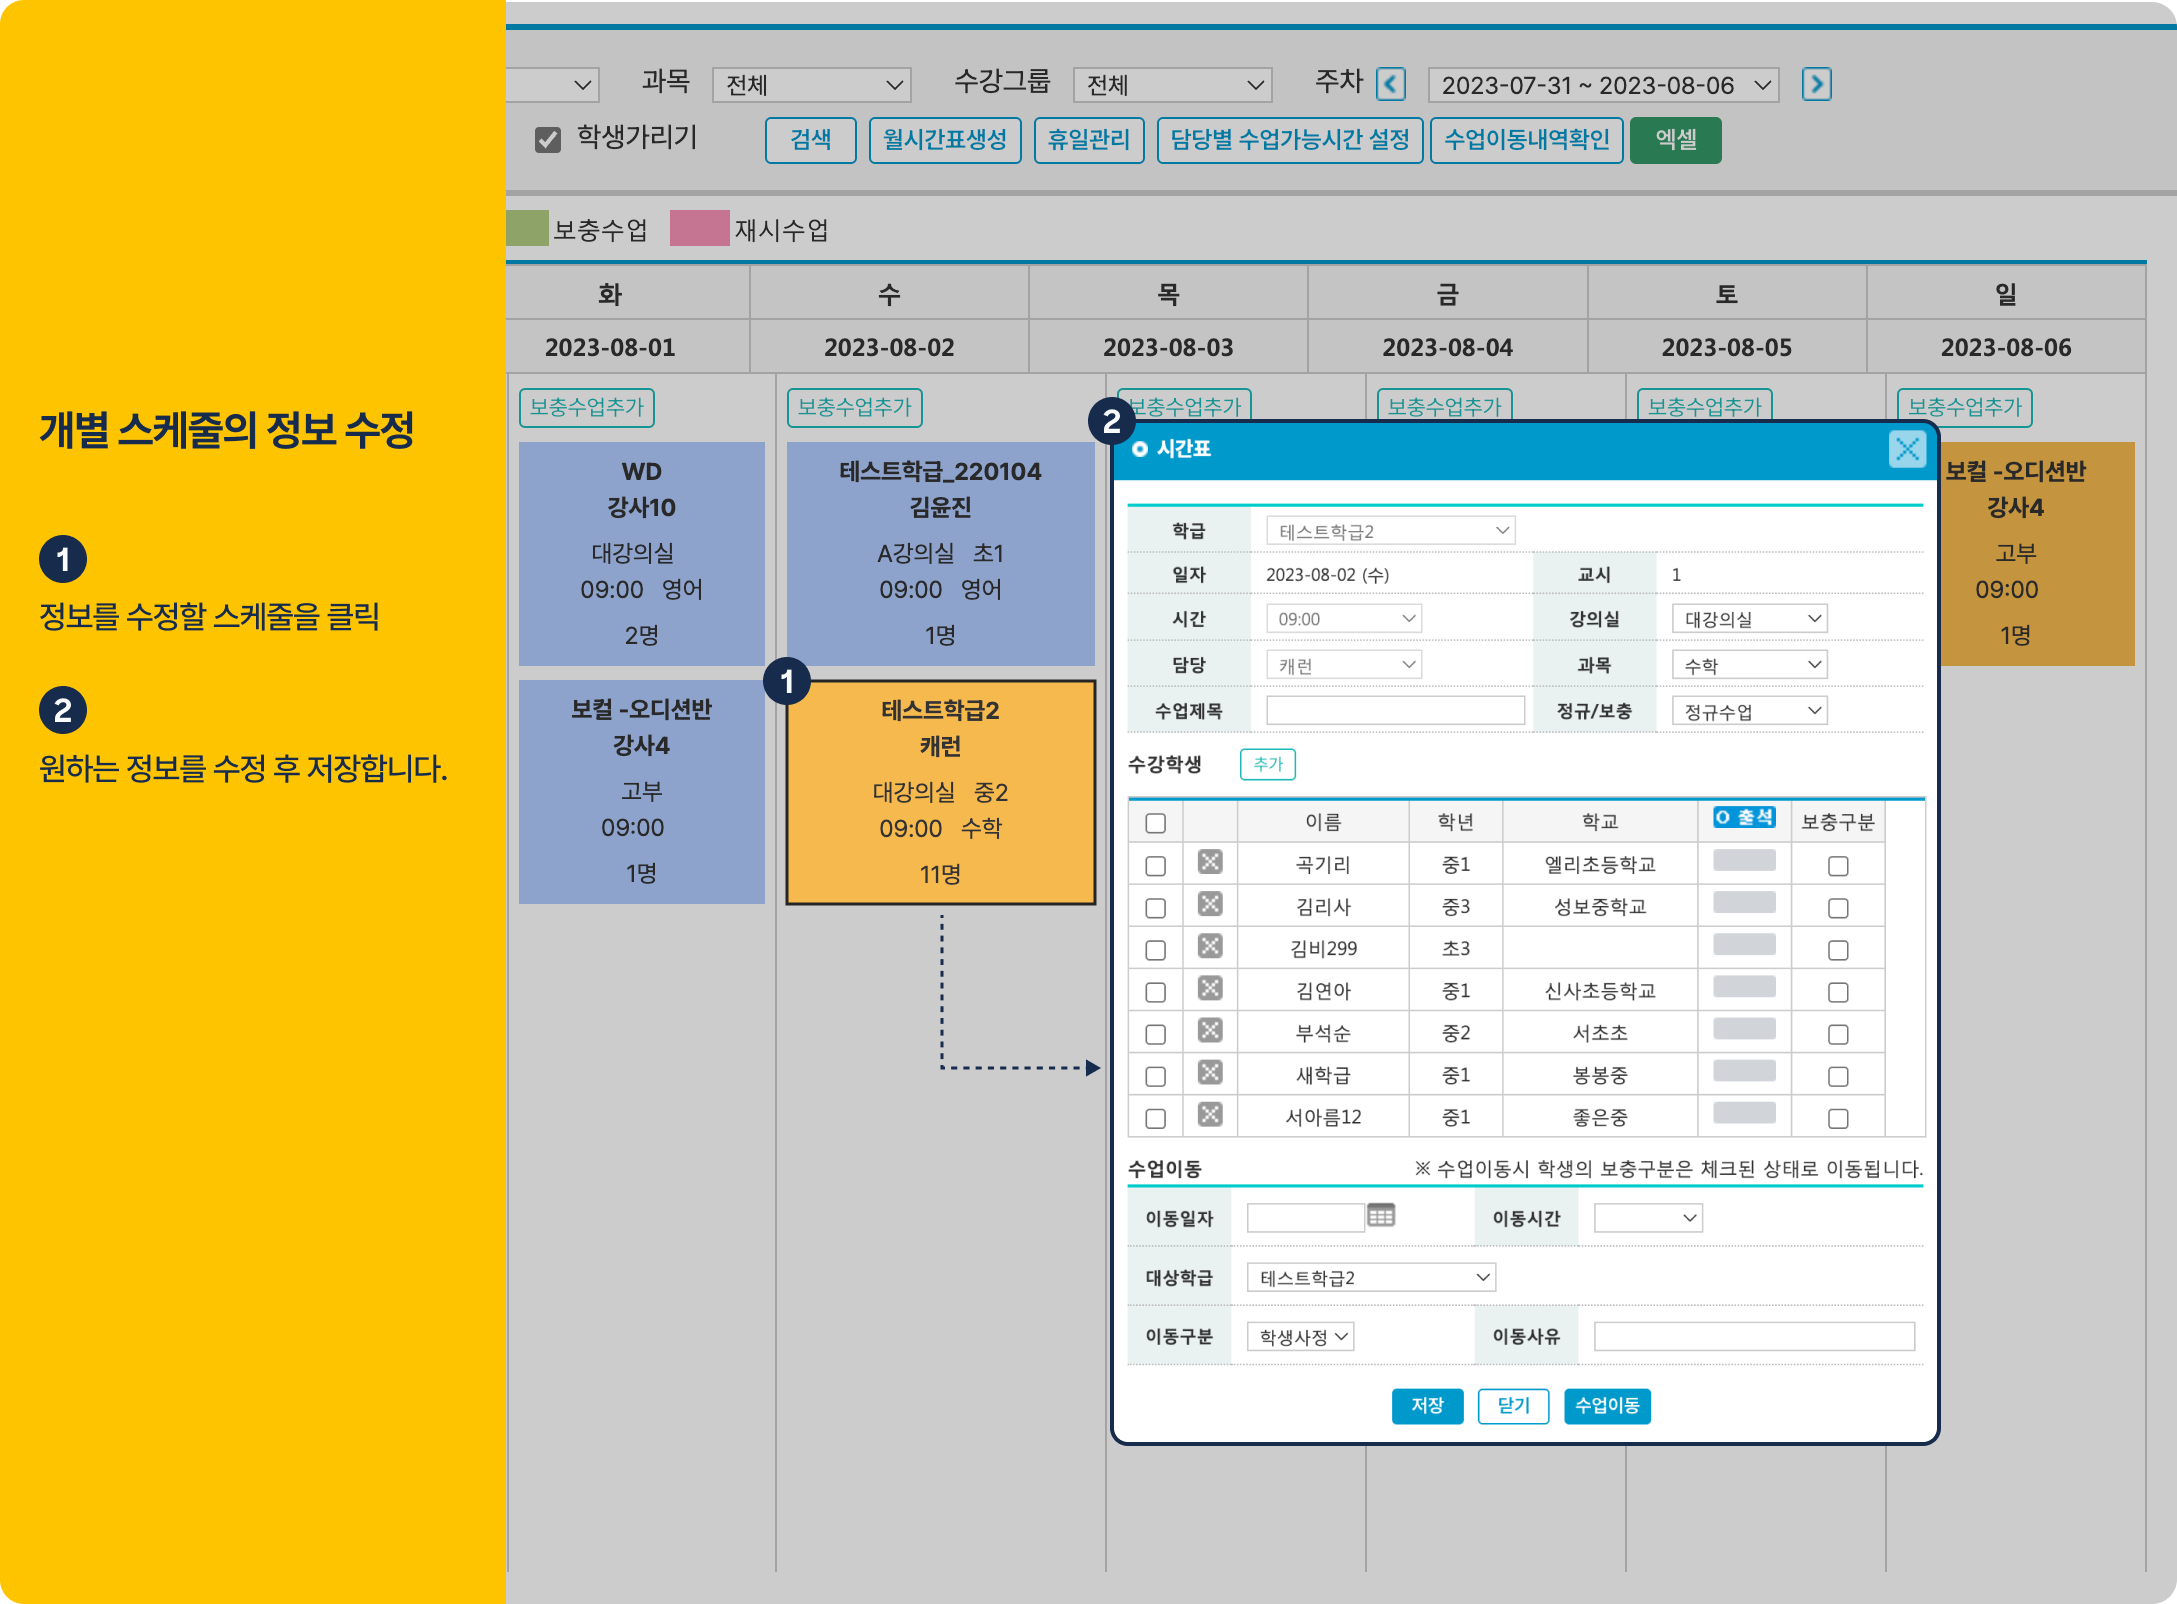 개별 스케줄의 정보 수정
1
정보를 수정할 스케줄을 클릭
2
원하는 정보를 수정 후 저장합니다.
과목 전체 수강그룹 전체 주차 2023-07-31 ~ 2023-08-06
학생가리기 검색 월시간표생성 휴일관리 담당별 수업가능시간 설정 수업이동내역확인 엑셀
보충수업 재시수업
화 수 목 금 토 일
2023-08-01 2023-08-02 2023-08-03 2023-08-04 2023-08-05 2023-08-06
보충수업추가 보충수업추가 보충수업추가 보충수업추가 보충수업추가 보충수업추가
WD
강사10
대강의실
09:00 영어
2명
보컬 -오디션반
강사4
고부
09:00
1명
테스트학급_220104
김윤진
A강의실 초1
09:00 영어
1명
1
테스트학급2
캐런
대강의실 중2
09:00 수학
11명
보컬 -오디션반
강사4
고부
09:00
1명
2
시간표
학급 테스트학급2
일자 2023-08-02 (수) 교시 1
시간 09:00 강의실 대강의실
담당 캐런 과목 수학
수업제목 정규/보충 정규수업
수강학생 추가
이름 학년 학교 출석 보충구분
곡기리 중1 엘리초등학교
김리사 중3 성보중학교
김비299 초3
김연아 중1 신사초등학교
부석순 중2 서초초
새학급 중1 봉봉중
서아름12 중1 좋은중
수업이동 ※ 수업이동시 학생의 보충구분은 체크된 상태로 이동됩니다.
이동일자 이동시간
대상학급 테스트학급2
이동구분 학생사정 이동사유
저장 닫기 수업이동